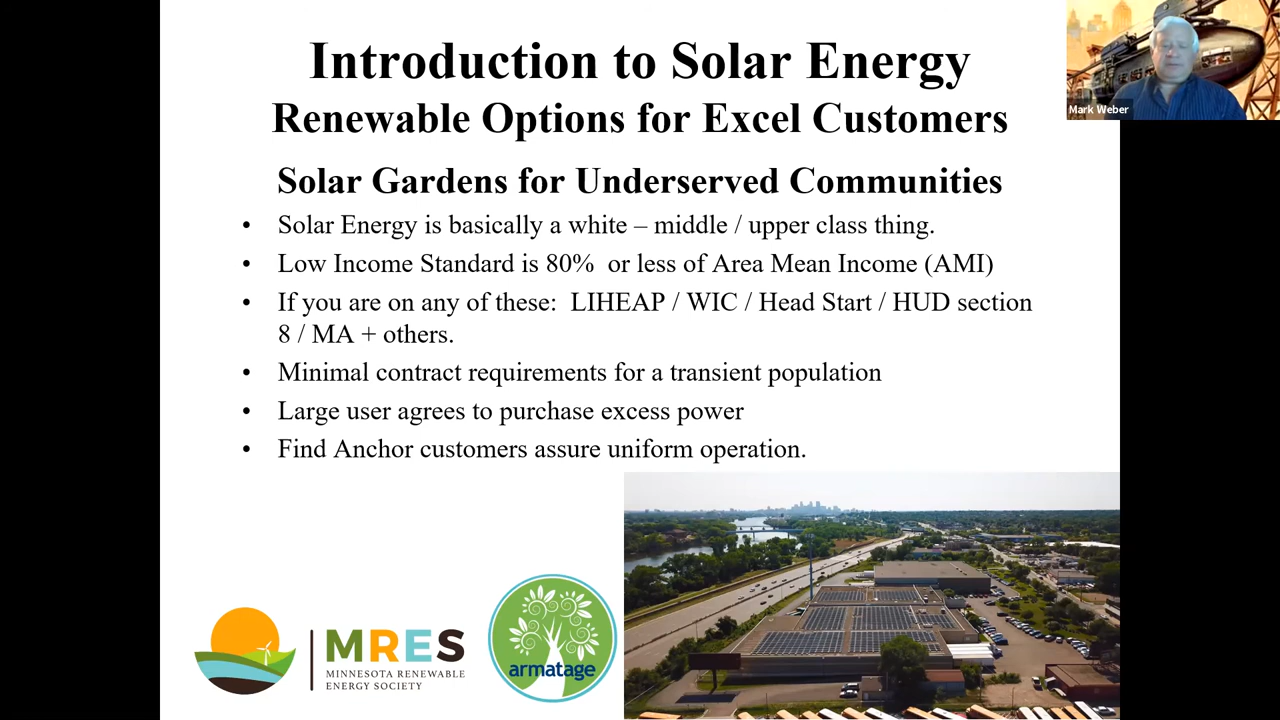 Introduction to Solar Energy
Renewable Options for Excel Customers
Mark Weber
Solar Gardens for Underserved Communities
• Solar Energy is basically a white – middle / upper class thing.
• Low Income Standard is 80% or less of Area Mean Income (AMI)
• If you are on any of these: LIHEAP / WIC / Head Start / HUD section
8 / MA + others.
• Minimal contract requirements for a transient population
• Large user agrees to purchase excess power
• Find Anchor customers assure uniform operation.
MRES
MINNESOTA RENEWABLE
ENERGY SOCIETY
armatage